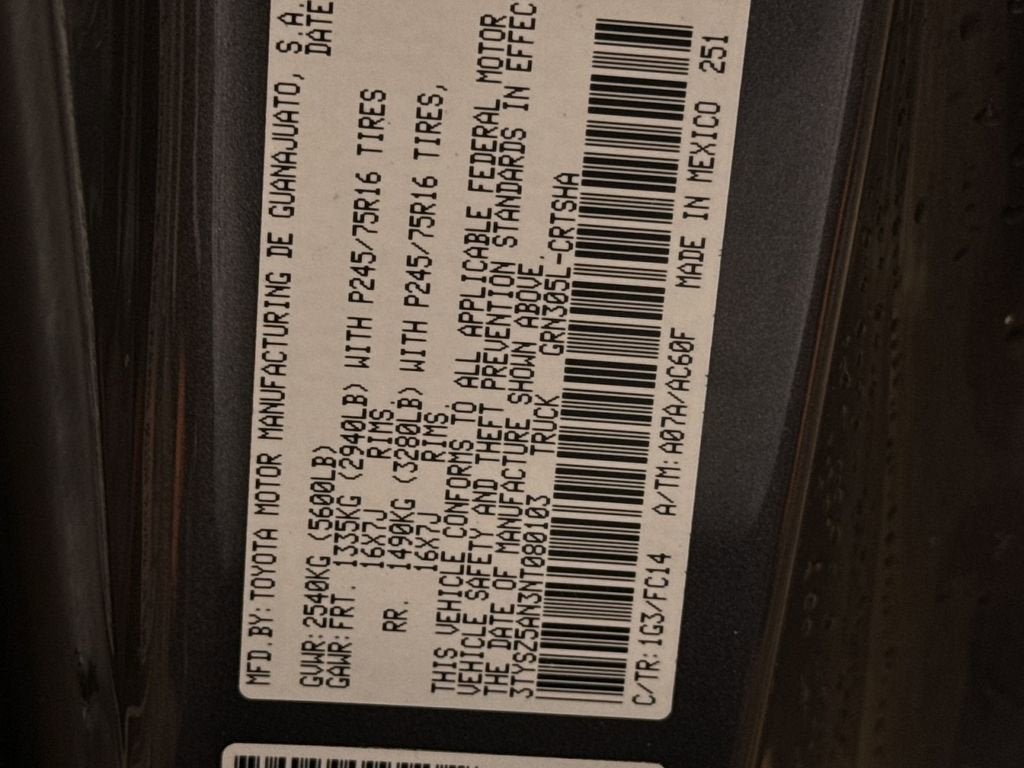 MFD.BY:TOYOTA MOTOR MANUFACTURING DE GUANAJUATO, S.A.
DATE
GVWR:2540KG (5600LB)
GAWR:FRT. 1335KG (2940LB) WITH P245/75R16 TIRES
16X7J RIMS.
RR. 1490KG (3280LB) WITH P245/75R16 TIRES,
16X7J RIMS.
THIS VEHICLE CONFORMS TO ALL APPLICABLE FEDERAL MOTOR
VEHICLE SAFETY AND THEFT PREVENTION STANDARDS IN EFFEC
THE DATE OF MANUFACTURE SHOWN ABOVE.
3TYSZ5AN3NT080103 TRUCK GRN305L-CRTSHA
C/TR:1G3/FC14 A/TM:A07A/AC60F MADE IN MEXICO 251